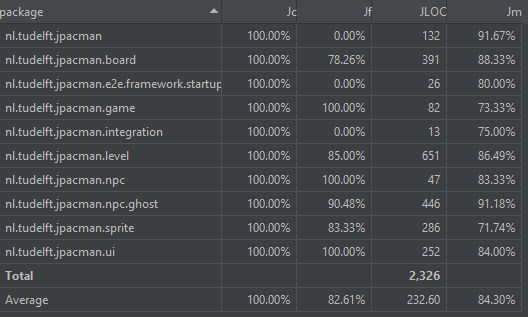 package Jc Jf JLOC Jm
nl.tudelft.jpacman 100.00% 0.00% 132 91.67%
nl.tudelft.jpacman.board 100.00% 78.26% 391 88.33%
nl.tudelft.jpacman.e2e.framework.startup 100.00% 0.00% 26 80.00%
nl.tudelft.jpacman.game 100.00% 100.00% 82 73.33%
nl.tudelft.jpacman.integration 100.00% 0.00% 13 75.00%
nl.tudelft.jpacman.level 100.00% 85.00% 651 86.49%
nl.tudelft.jpacman.npc 100.00% 100.00% 47 83.33%
nl.tudelft.jpacman.npc.ghost 100.00% 90.48% 446 91.18%
nl.tudelft.jpacman.sprite 100.00% 83.33% 286 71.74%
nl.tudelft.jpacman.ui 100.00% 100.00% 252 84.00%
Total 2,326
Average 100.00% 82.61% 232.60 84.30%